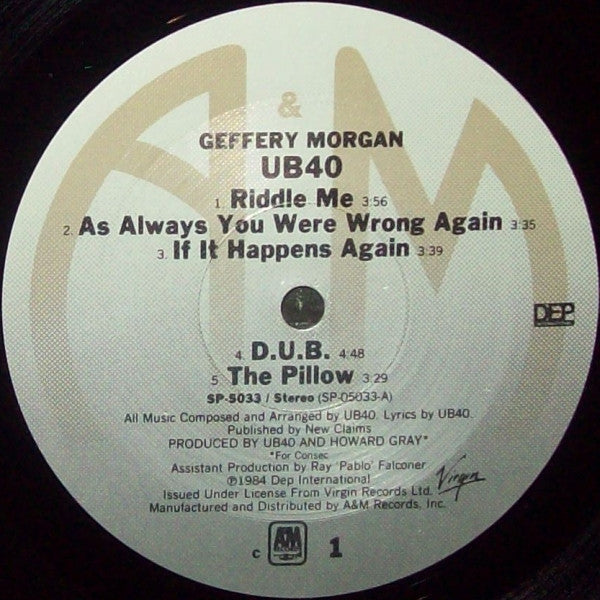 &
GEFFERY MORGAN
UB40
1. Riddle Me 3:56
2. As Always You Were Wrong Again 3:35
3. If It Happens Again 3:39
DEP
4. D.U.B. 4:48
5. The Pillow 3:29
SP-5033 / Stereo (SP-05033-A)
All Music Composed and Arranged by UB40. Lyrics by UB40.
Published by New Claims
PRODUCED BY UB40 AND HOWARD GRAY*
*For Consec
Assistant Production by Ray 'Pablo' Falconer
℗1984 Dep International
Issued Under License From Virgin Records Ltd. Virgin
Manufactured and Distributed by A&M Records, Inc.
c A&M 1